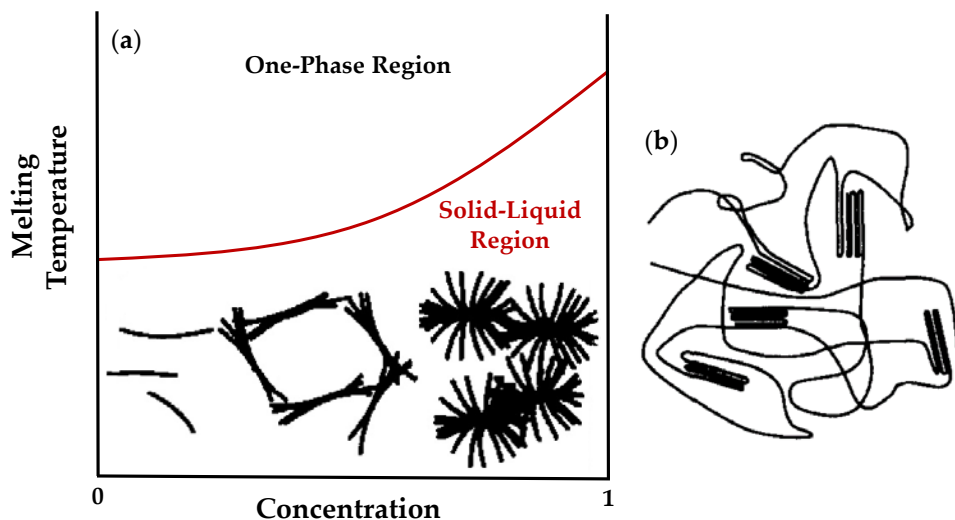 (a)
One-Phase Region
(b)
Melting
Temperature
Solid-Liquid
Region
0
Concentration
1